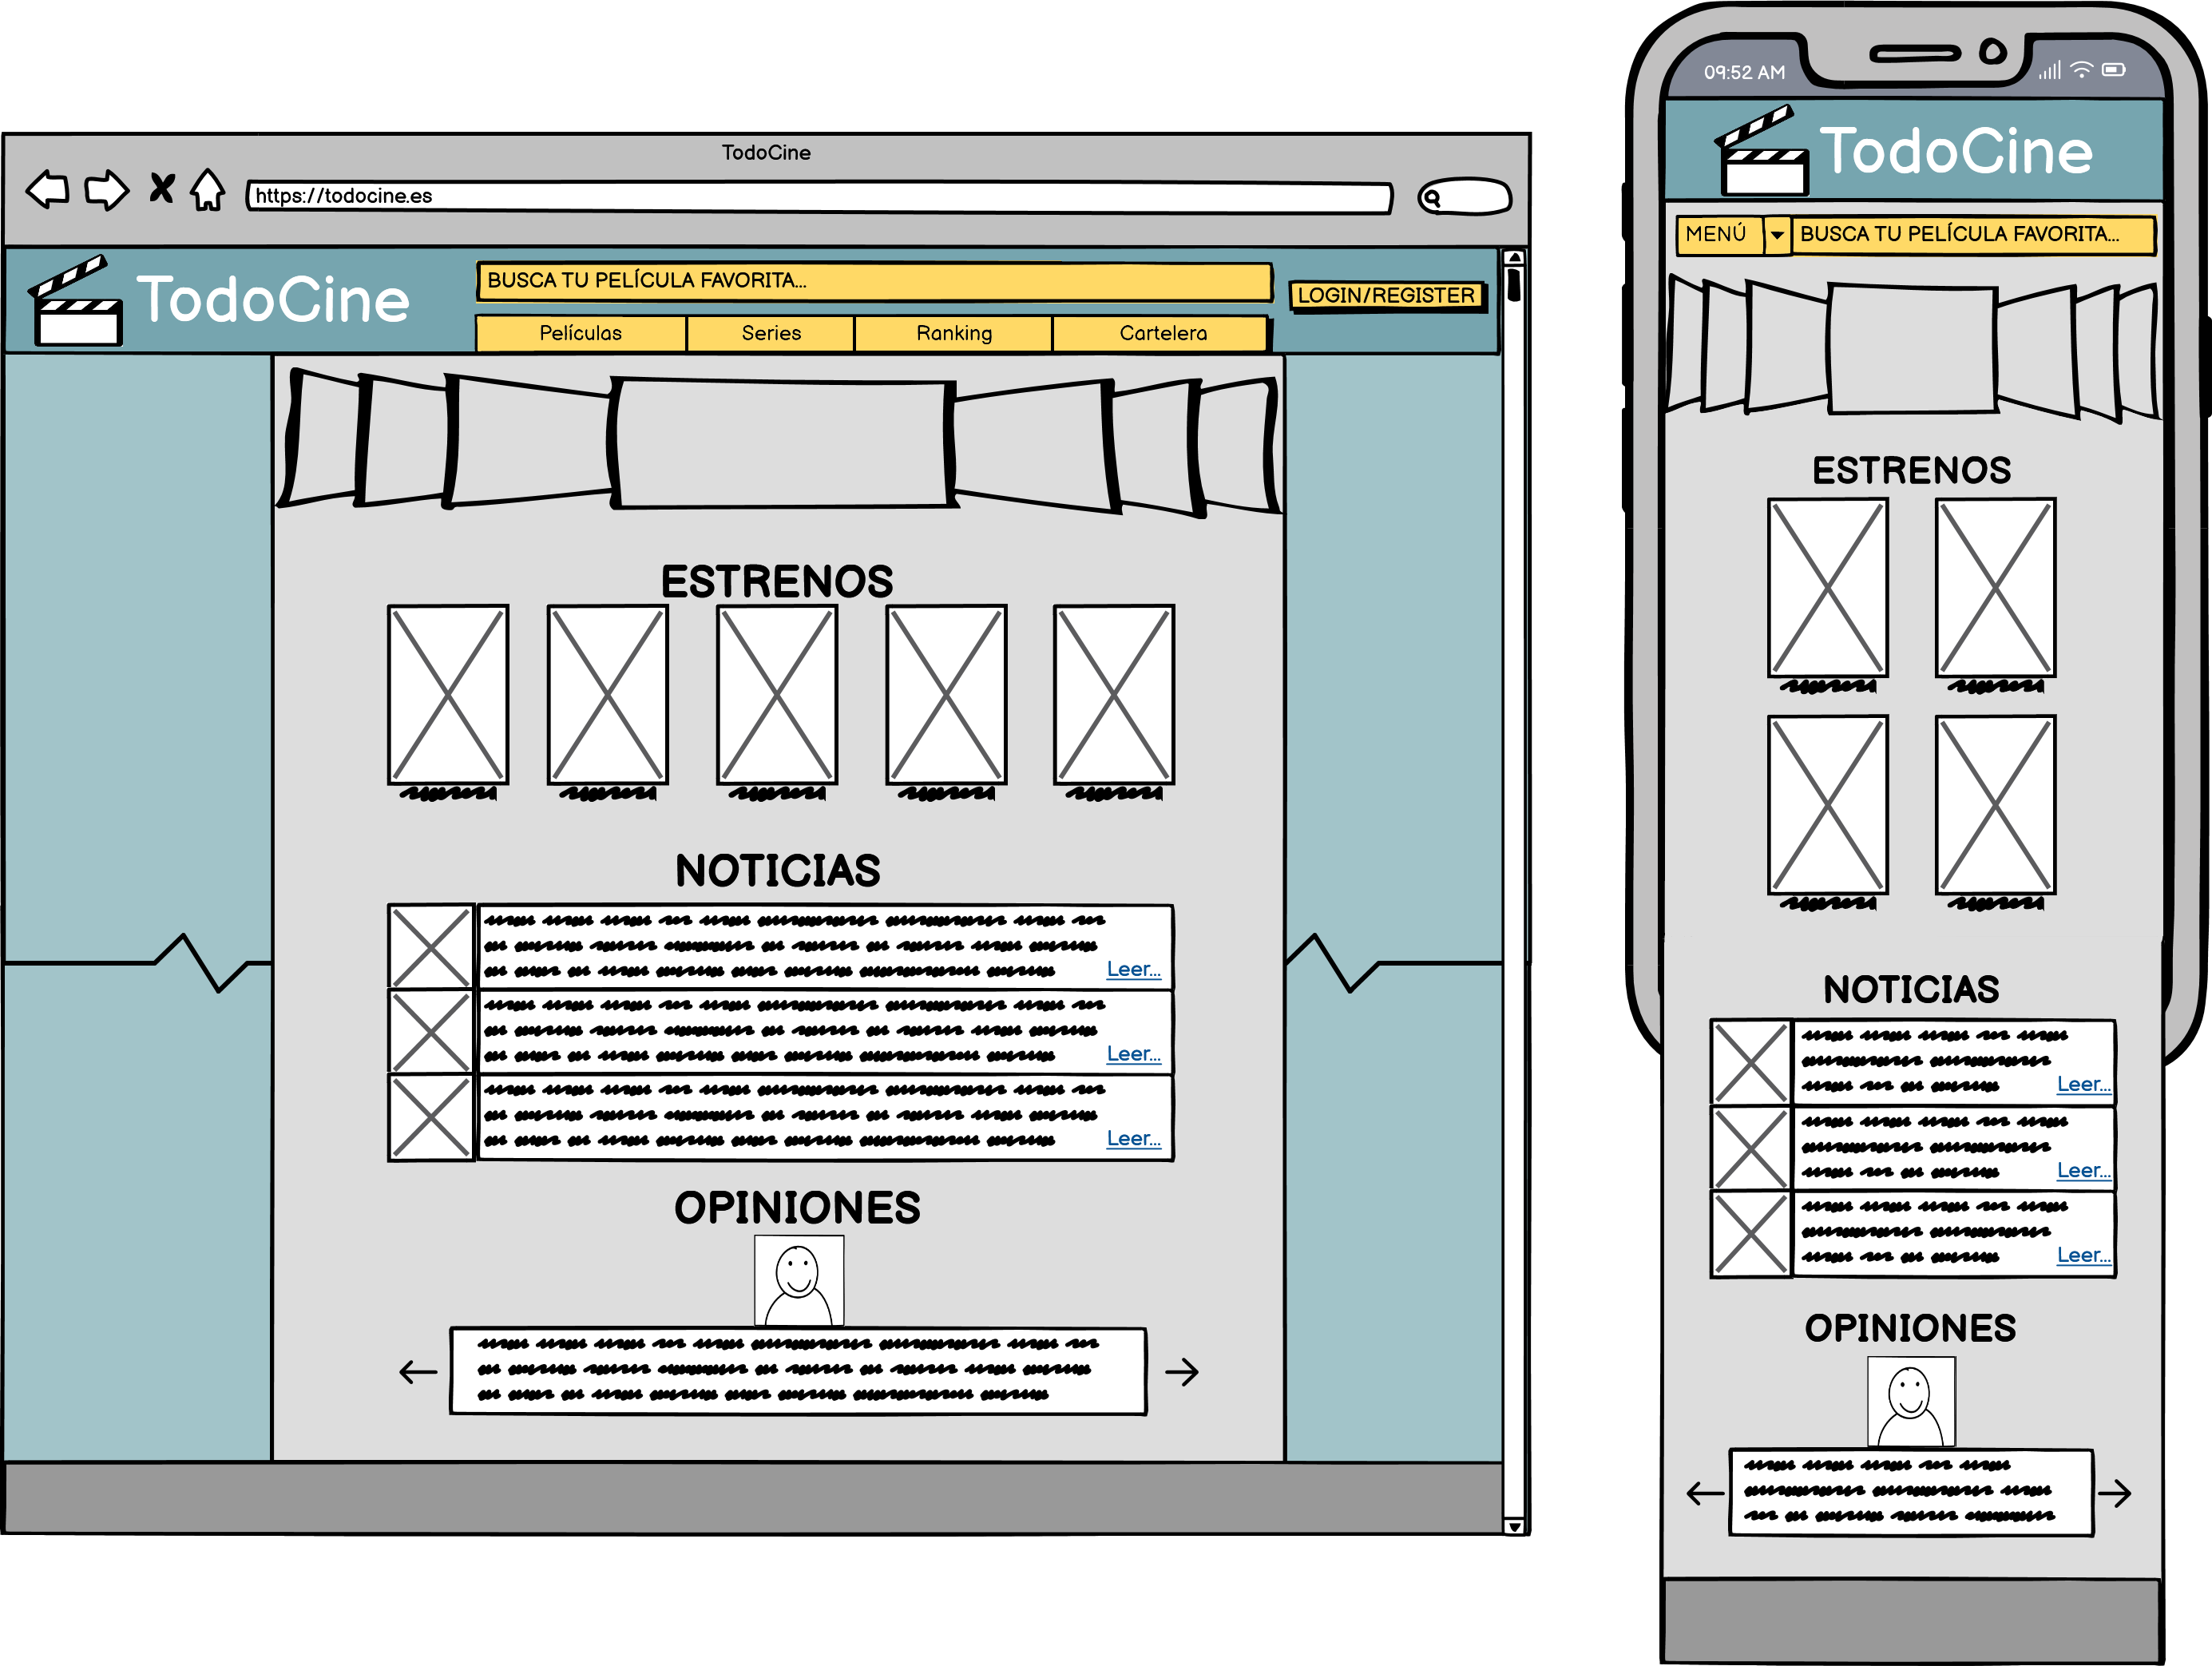 TodoCine
https://todocine.es
TodoCine
BUSCA TU PELÍCULA FAVORITA...
LOGIN/REGISTER
Películas
Series
Ranking
Cartelera
ESTRENOS
NOTICIAS
Leer...
Leer...
Leer...
OPINIONES
09:52 AM
TodoCine
MENÚ
BUSCA TU PELÍCULA FAVORITA...
ESTRENOS
NOTICIAS
Leer...
Leer...
Leer...
OPINIONES